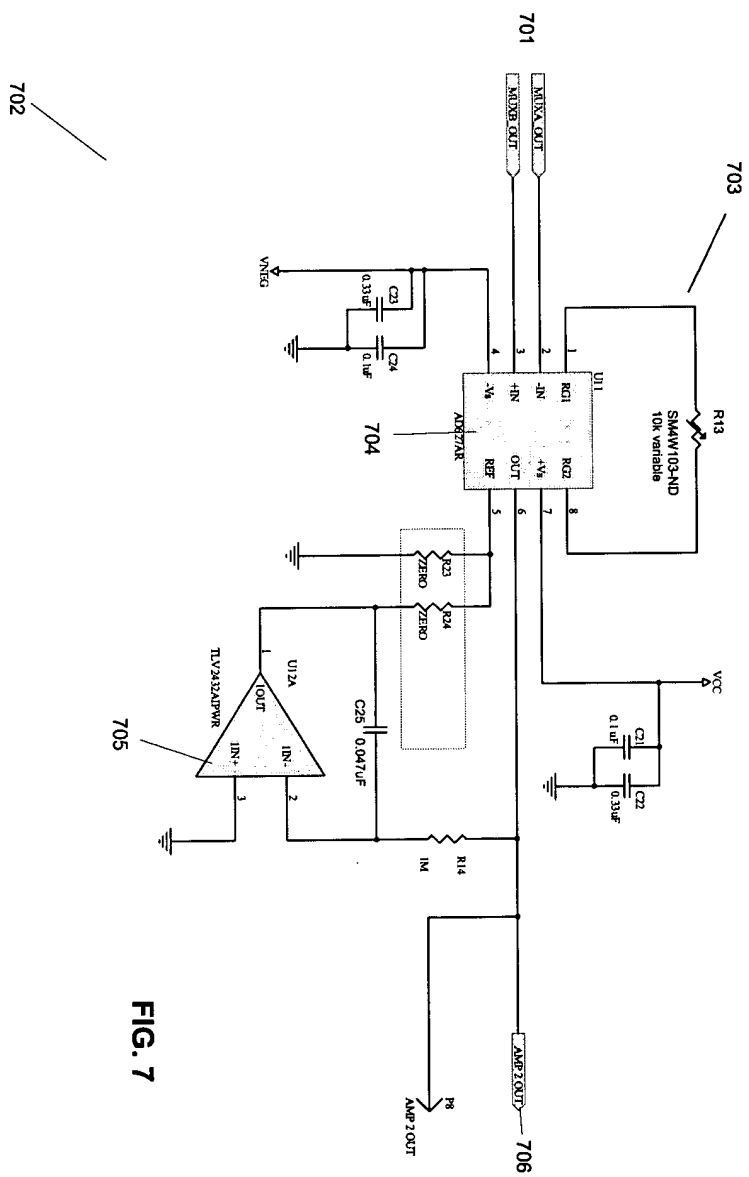 701
MUXA_OUT
MUXB_OUT
702
703
R13
SM4W103-ND
10k variable
U11
1
RG1
RG2
8
2
-IN
+Vs
7
3
+IN
OUT
6
4
-Vs
REF
5
AD627AR
704
VNEG
C23
0.33uF
C24
0.1uF
VCC
C21
0.1uF
C22
0.33uF
R23
ZERO
R24
ZERO
C25 0.047uF
U12A
1
1OUT
1IN-
2
1IN+
3
TLV2432AIPWR
705
R14
1M
AMP 2 OUT
706
P8
AMP 2 OUT
FIG. 7